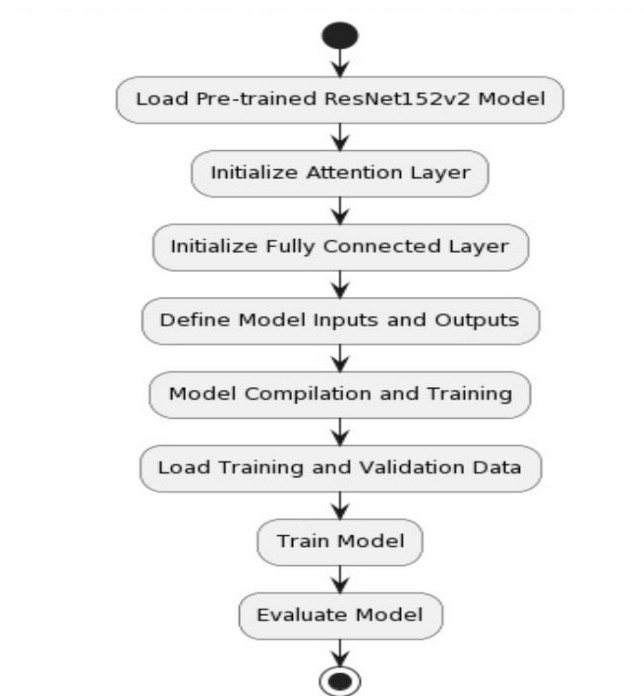 Load Pre-trained ResNet152v2 Model
Initialize Attention Layer
Initialize Fully Connected Layer
Define Model Inputs and Outputs
Model Compilation and Training
Load Training and Validation Data
Train Model
Evaluate Model